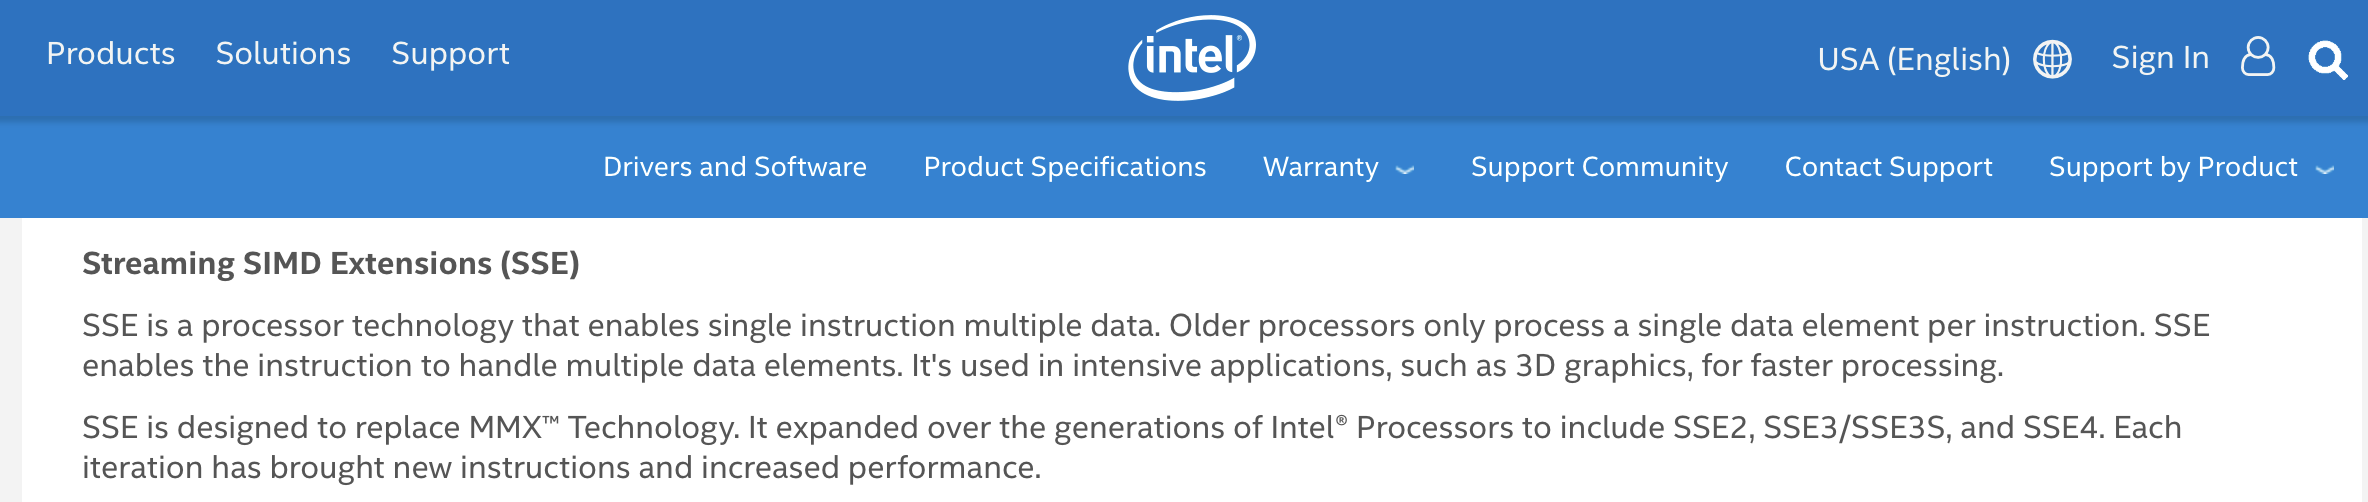 Products Solutions Support
intel®
USA (English) Sign In
Drivers and Software Product Specifications Warranty Support Community Contact Support Support by Product
Streaming SIMD Extensions (SSE)
SSE is a processor technology that enables single instruction multiple data. Older processors only process a single data element per instruction. SSE
enables the instruction to handle multiple data elements. It's used in intensive applications, such as 3D graphics, for faster processing.
SSE is designed to replace MMX™ Technology. It expanded over the generations of Intel® Processors to include SSE2, SSE3/SSE3S, and SSE4. Each
iteration has brought new instructions and increased performance.